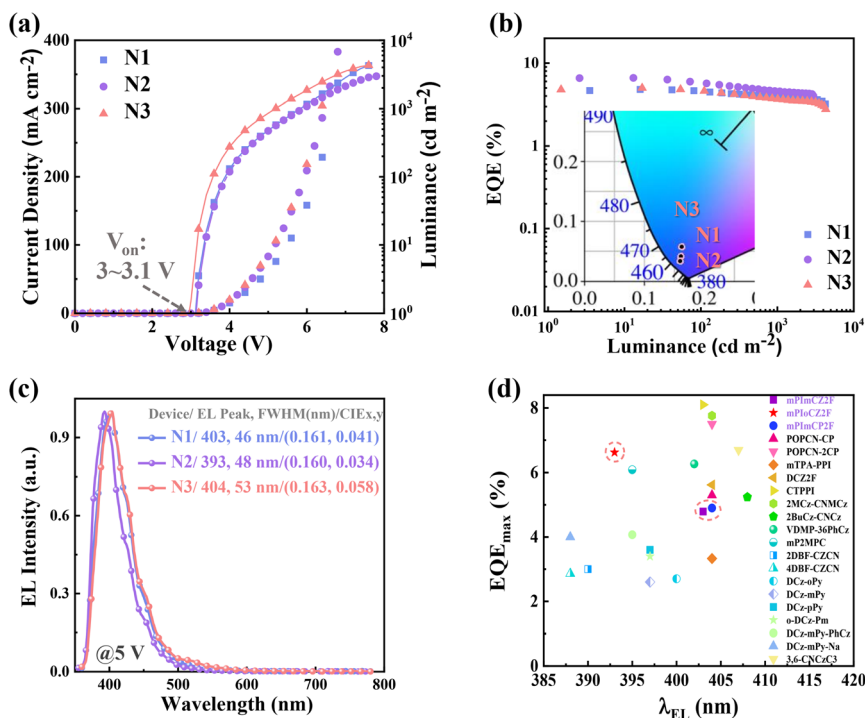 (a)
N1
N2
N3
V on:
3~3.1 V
Current Density (mA cm-2)
400
350
300
250
200
150
100
50
0
0 2 4 6 8
Voltage (V)
10^4
10^3
10^2
10^1
10^0
Luminance (cd m-2)
(b)
EQE (%)
10
1
0.1
0.01
490
480
470
460
380
∞
N3
N1
N2
0.2
0.1
0.0
0.0 0.1 0.2
N1
N2
N3
10^0 10^1 10^2 10^3 10^4
Luminance (cd m-2)
(c)
Device/ EL Peak, FWHM(nm)/CIEx,y
N1/ 403, 46 nm/(0.161, 0.041)
N2/ 393, 48 nm/(0.160, 0.034)
N3/ 404, 53 nm/(0.163, 0.058)
@5 V
EL Intensity (a.u.)
0.9
0.6
0.3
0.0
400 500 600 700 800
Wavelength (nm)
(d)
EQEmax (%)
8
6
4
2
0
385 390 395 400 405 410 415 420
λEL (nm)
mPImCZ2F
mPIoCZ2F
mPImCP2F
POPCN-CP
POPCN-2CP
mTPA-PPI
DCZ2F
CTPPI
2MCz-CNMCz
2BuCz-CNCz
VDMP-36PhCz
mP2MPC
2DBF-CZCN
4DBF-CZCN
DCz-oPy
DCz-mPy
DCz-pPy
o-DCz-Pm
DCz-mPy-PhCz
DCz-mPy-Na
3,6-CNCzC3